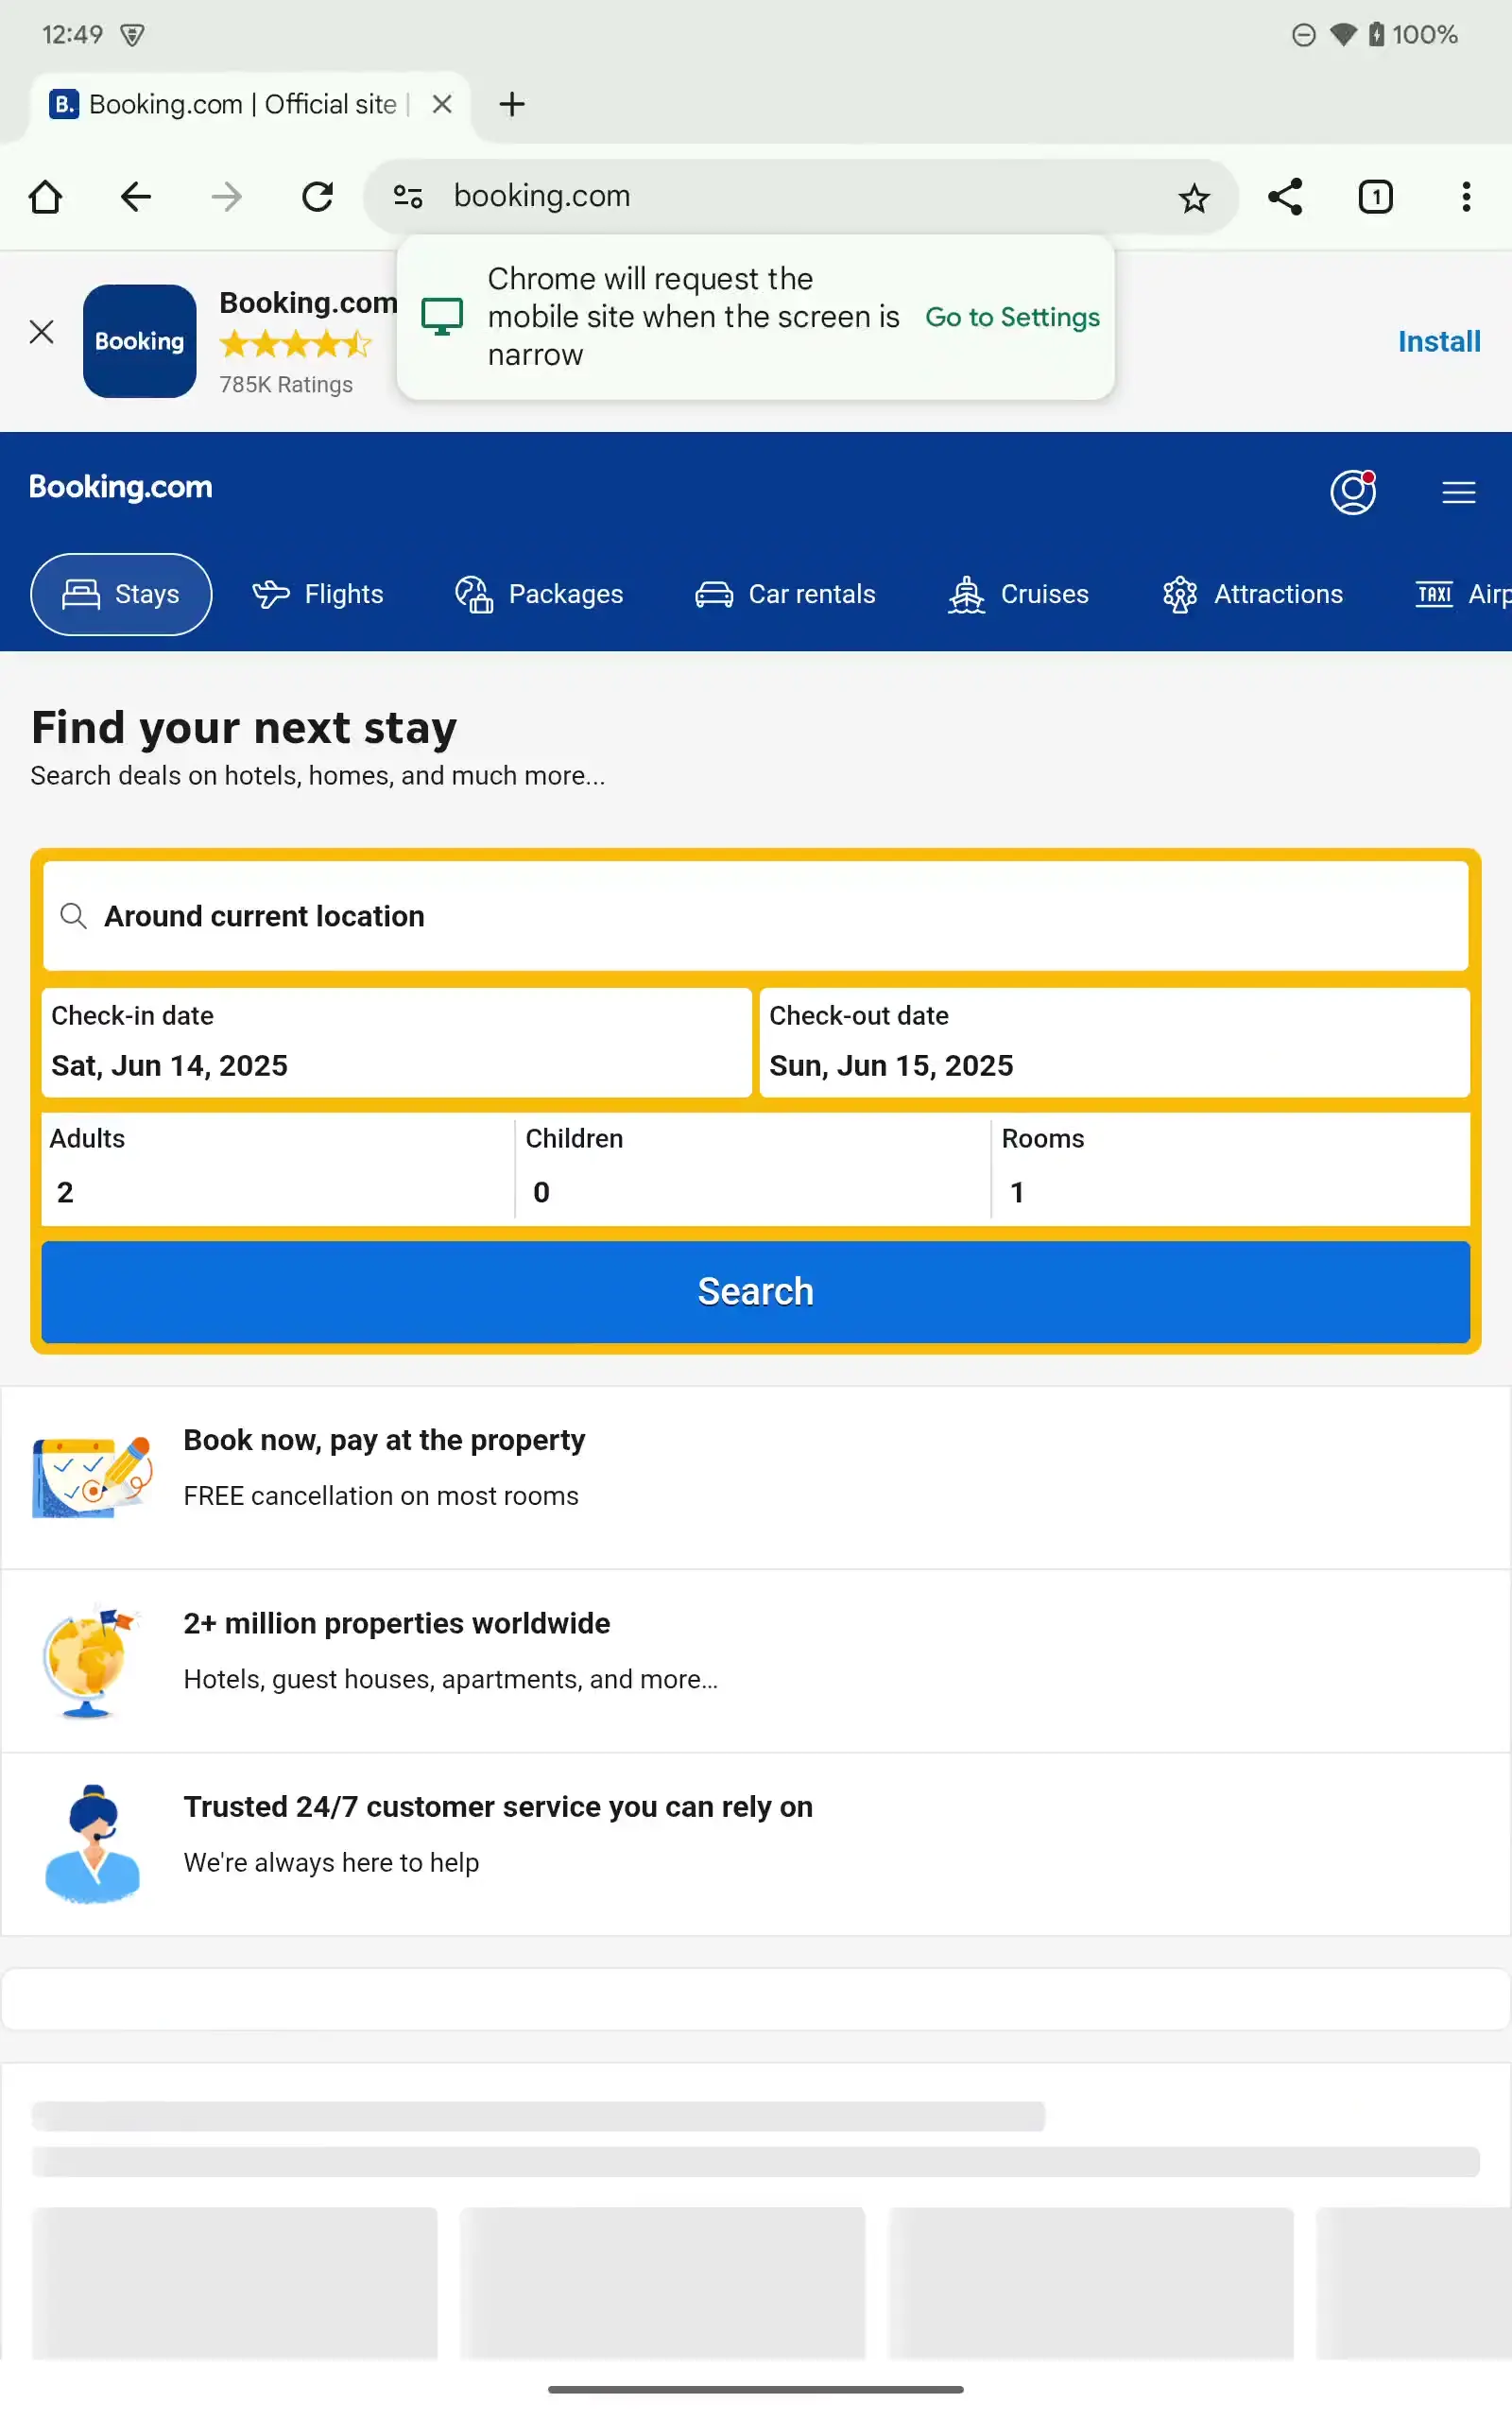 12:49
100%
B. Booking.com | Official site |
booking.com
1
Chrome will request the
mobile site when the screen is
narrow
Go to Settings
Booking
Booking.com
785K Ratings
Install
Booking.com
Stays
Flights
Packages
Car rentals
Cruises
Attractions
TAXI
Airp
Find your next stay
Search deals on hotels, homes, and much more...
Around current location
Check-in date
Sat, Jun 14, 2025
Check-out date
Sun, Jun 15, 2025
Adults
2
Children
0
Rooms
1
Search
Book now, pay at the property
FREE cancellation on most rooms
2+ million properties worldwide
Hotels, guest houses, apartments, and more…
Trusted 24/7 customer service you can rely on
We're always here to help